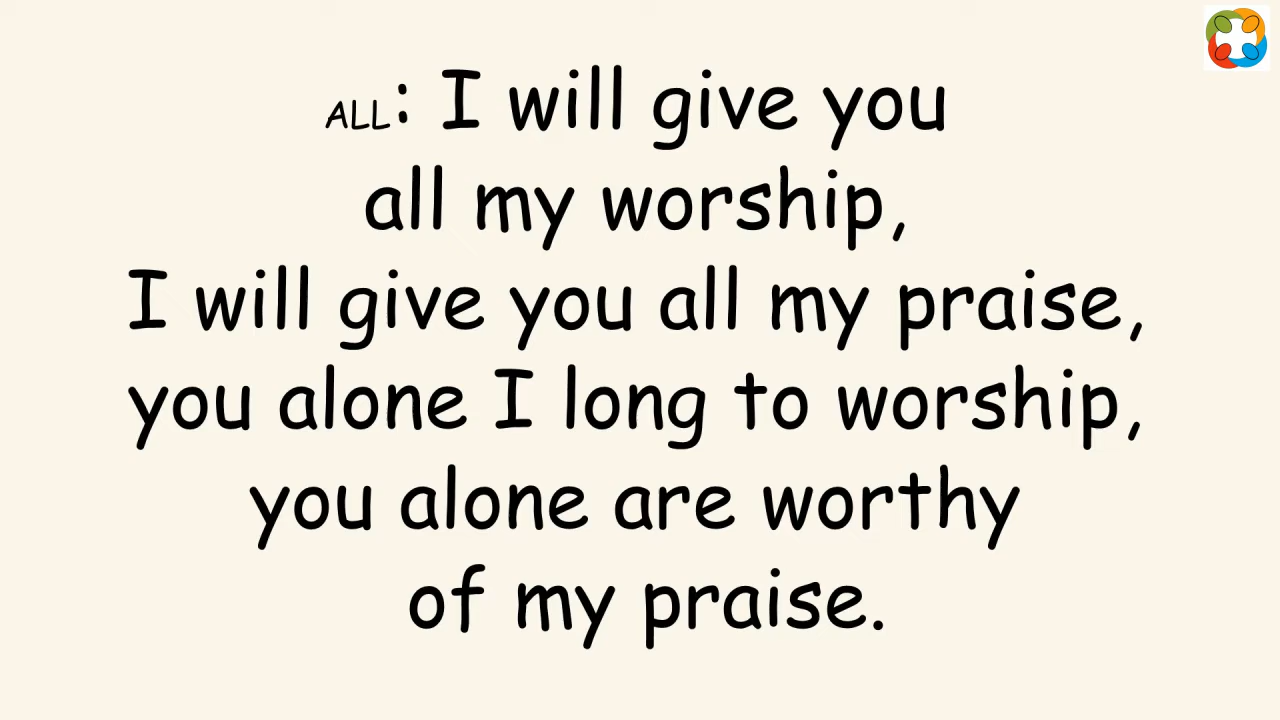 ALL: I will give you
all my worship,
I will give you all my praise,
you alone I long to worship,
you alone are worthy
of my praise.